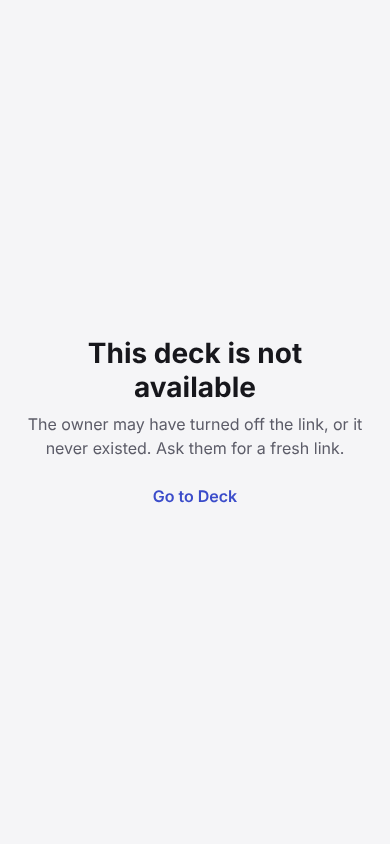 This deck is not
available
The owner may have turned off the link, or it
never existed. Ask them for a fresh link.
Go to Deck